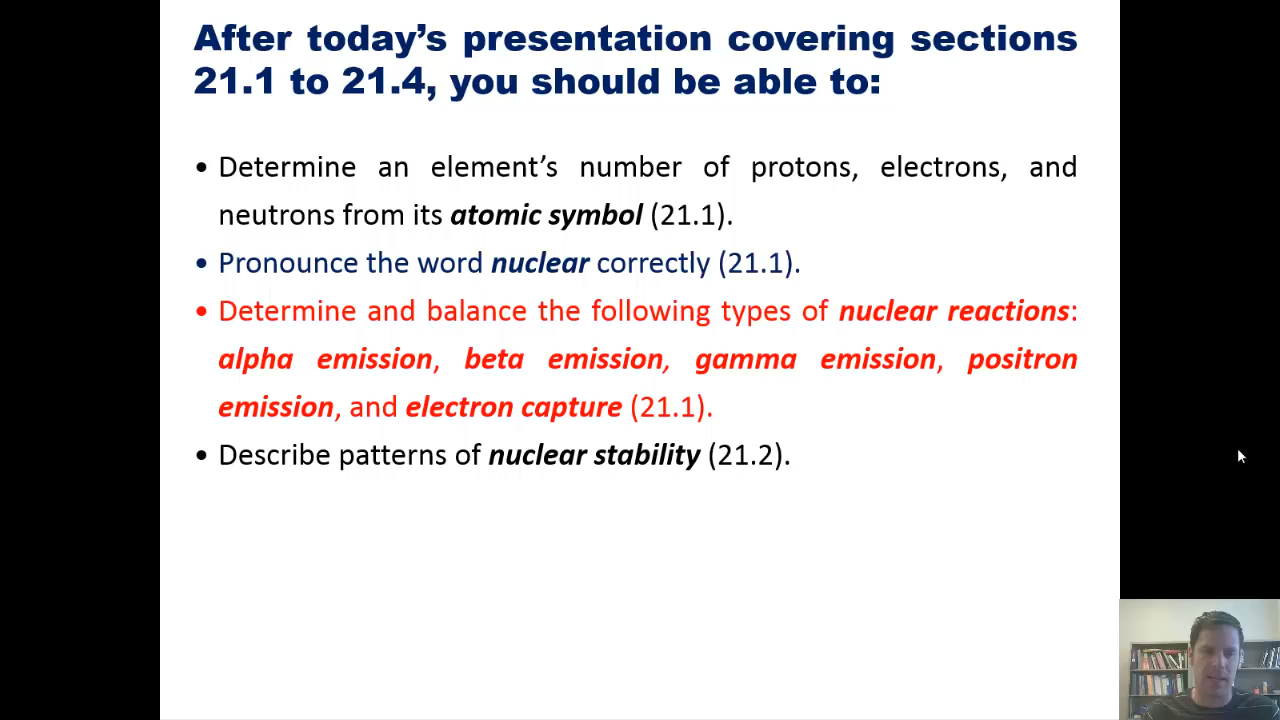 After today’s presentation covering sections
21.1 to 21.4, you should be able to:
• Determine an element’s number of protons, electrons, and
neutrons from its atomic symbol (21.1).
• Pronounce the word nuclear correctly (21.1).
• Determine and balance the following types of nuclear reactions:
alpha emission, beta emission, gamma emission, positron
emission, and electron capture (21.1).
• Describe patterns of nuclear stability (21.2).